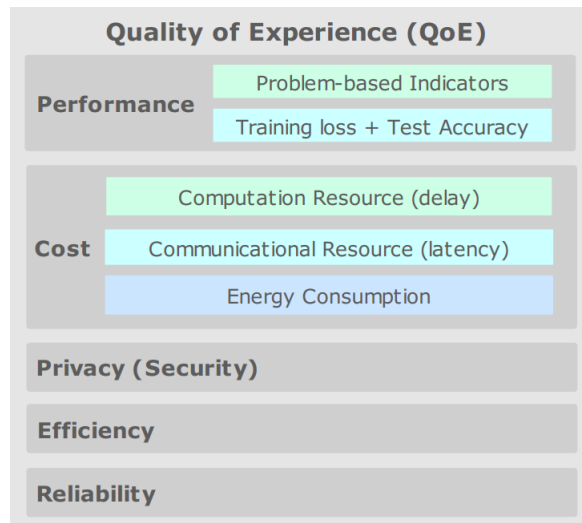 Quality of Experience (QoE)
Performance
Problem-based Indicators
Training loss + Test Accuracy
Cost
Computation Resource (delay)
Communicational Resource (latency)
Energy Consumption
Privacy (Security)
Efficiency
Reliability